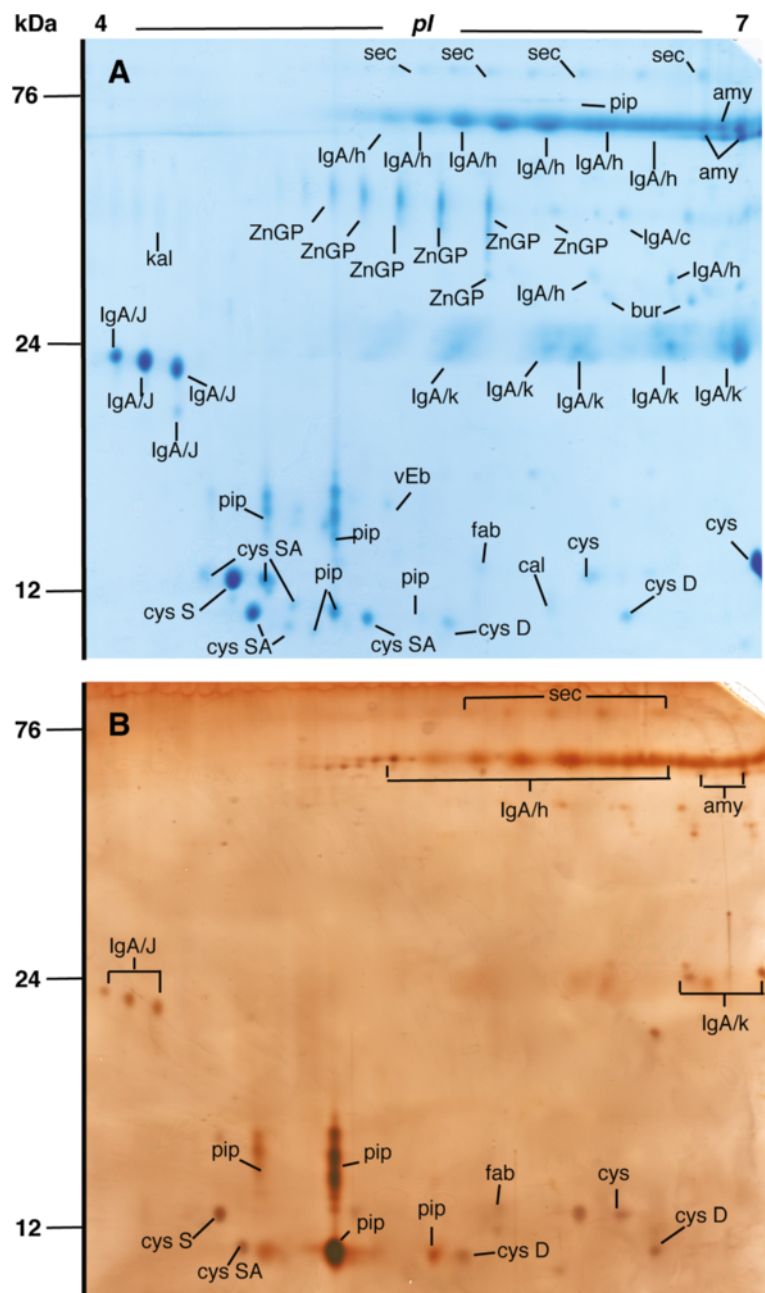 kDa 4 pI 7
A
sec sec sec sec
76
pip amy
IgA/h IgA/h IgA/h IgA/h IgA/h IgA/h amy
ZnGP ZnGP ZnGP ZnGP ZnGP ZnGP IgA/c
kal
ZnGP IgA/h bur IgA/h
IgA/J
24
IgA/J IgA/J
IgA/k IgA/k IgA/k IgA/k IgA/k
IgA/J
vEb
pip pip
fab cys cys
cys SA
cal
pip pip
12
cys S cys D
cys SA cys SA cys D
B
sec
76
IgA/h amy
IgA/J
24
IgA/k
pip pip
fab cys
pip pip cys D
12
cys S
cys SA cys D